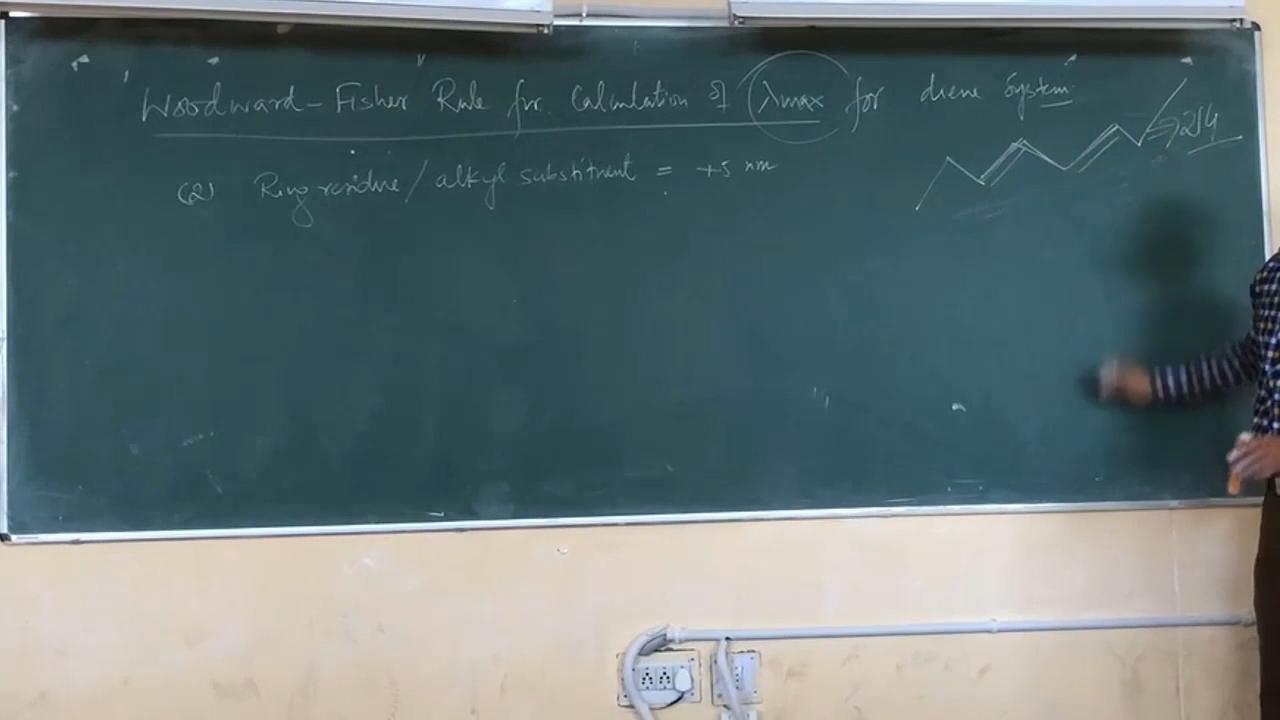 Woodward-Fisher Rule for Calculation of λmax for diene System
(2) Ring residue/alkyl substituent = +5 nm
214